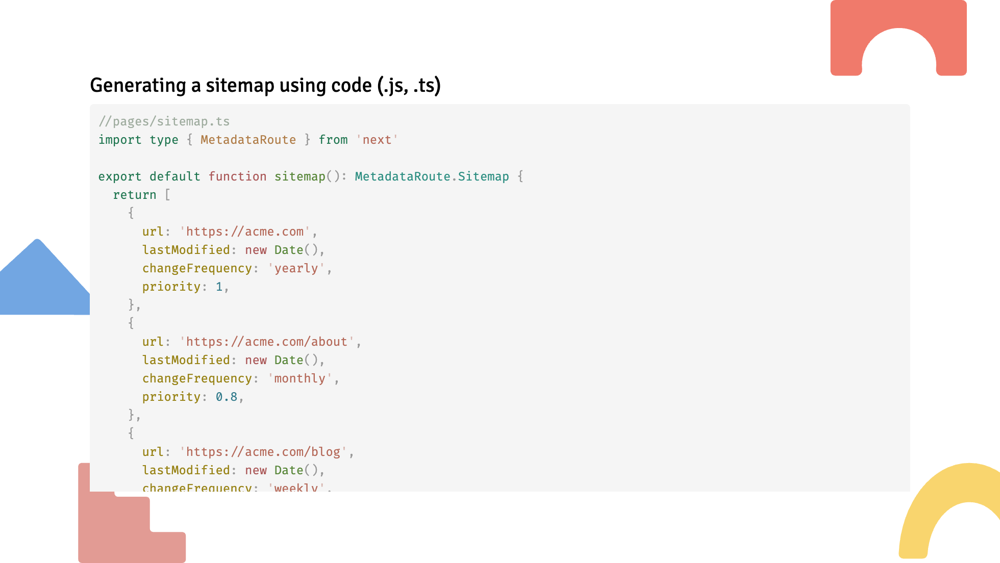 Generating a sitemap using code (.js, .ts)
//pages/sitemap.ts
import type { MetadataRoute } from 'next'

export default function sitemap(): MetadataRoute.Sitemap {
  return [
    {
      url: 'https://acme.com',
      lastModified: new Date(),
      changeFrequency: 'yearly',
      priority: 1,
    },
    {
      url: 'https://acme.com/about',
      lastModified: new Date(),
      changeFrequency: 'monthly',
      priority: 0.8,
    },
    {
      url: 'https://acme.com/blog',
      lastModified: new Date(),
      changeFrequency: 'weekly',